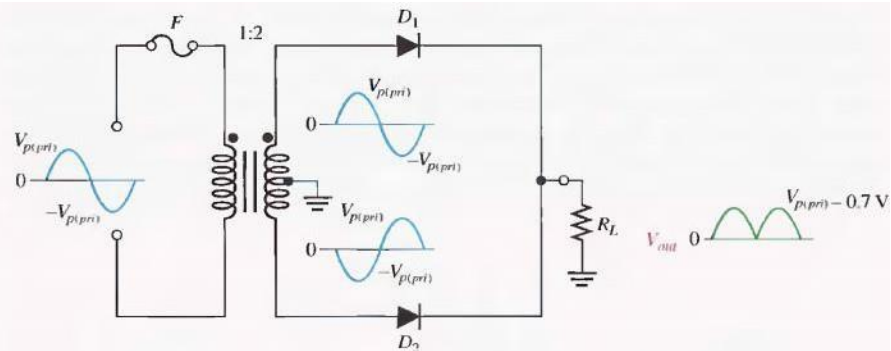 F
1:2
D1
Vp(pri)
0
−Vp(pri)
Vp(pri)
0
−Vp(pri)
Vp(pri)
0
−Vp(pri)
RL
Vout
0
Vp(pri) − 0.7 V
D2